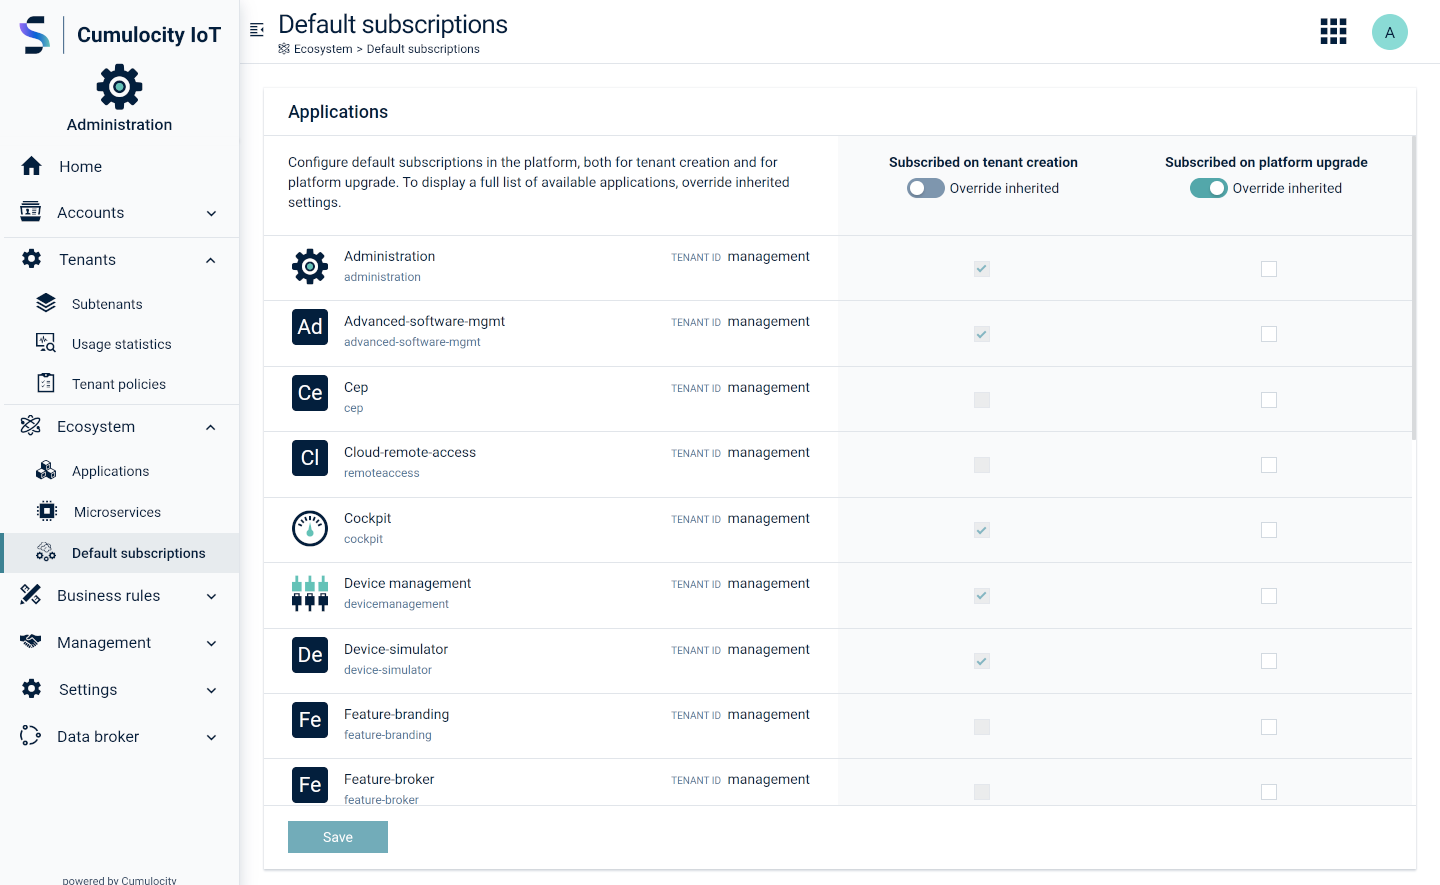 Cumulocity IoT
Administration
Home
Accounts
Tenants
Subtenants
Usage statistics
Tenant policies
Ecosystem
Applications
Microservices
Default subscriptions
Business rules
Management
Settings
Data broker
powered by Cumulocity
Default subscriptions
Ecosystem > Default subscriptions
A
Applications
Configure default subscriptions in the platform, both for tenant creation and for
platform upgrade. To display a full list of available applications, override inherited
settings.
Subscribed on tenant creation
Override inherited
Subscribed on platform upgrade
Override inherited
Administration
administration
TENANT ID management
Ad
Advanced-software-mgmt
advanced-software-mgmt
TENANT ID management
Ce
Cep
cep
TENANT ID management
Cl
Cloud-remote-access
remoteaccess
TENANT ID management
Cockpit
cockpit
TENANT ID management
Device management
devicemanagement
TENANT ID management
De
Device-simulator
device-simulator
TENANT ID management
Fe
Feature-branding
feature-branding
TENANT ID management
Fe
Feature-broker
feature-broker
TENANT ID management
Save